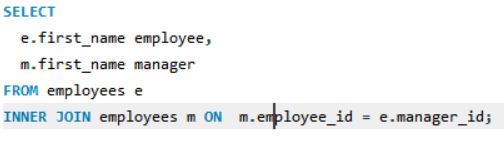 SELECT
e.first_name employee,
m.first_name manager
FROM employees e
INNER JOIN employees m ON m.employee_id = e.manager_id;